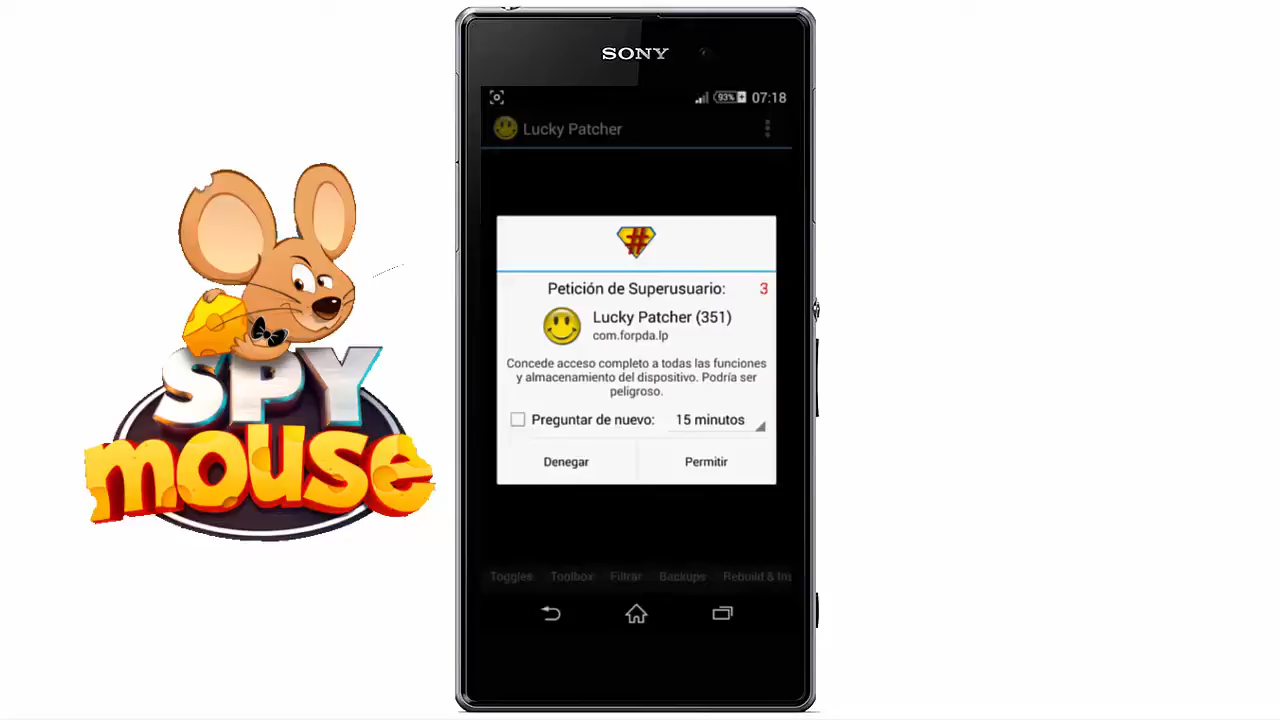 SONY
93% 07:18
Lucky Patcher
Petición de Superusuario: 3
Lucky Patcher (351)
com.forpda.lp
Concede acceso completo a todas las funciones
y almacenamiento del dispositivo. Podría ser
peligroso.
Preguntar de nuevo: 15 minutos
Denegar Permitir
Toggles Toolbox Filtrar Backups Rebuild & Ins
SPY
mouse